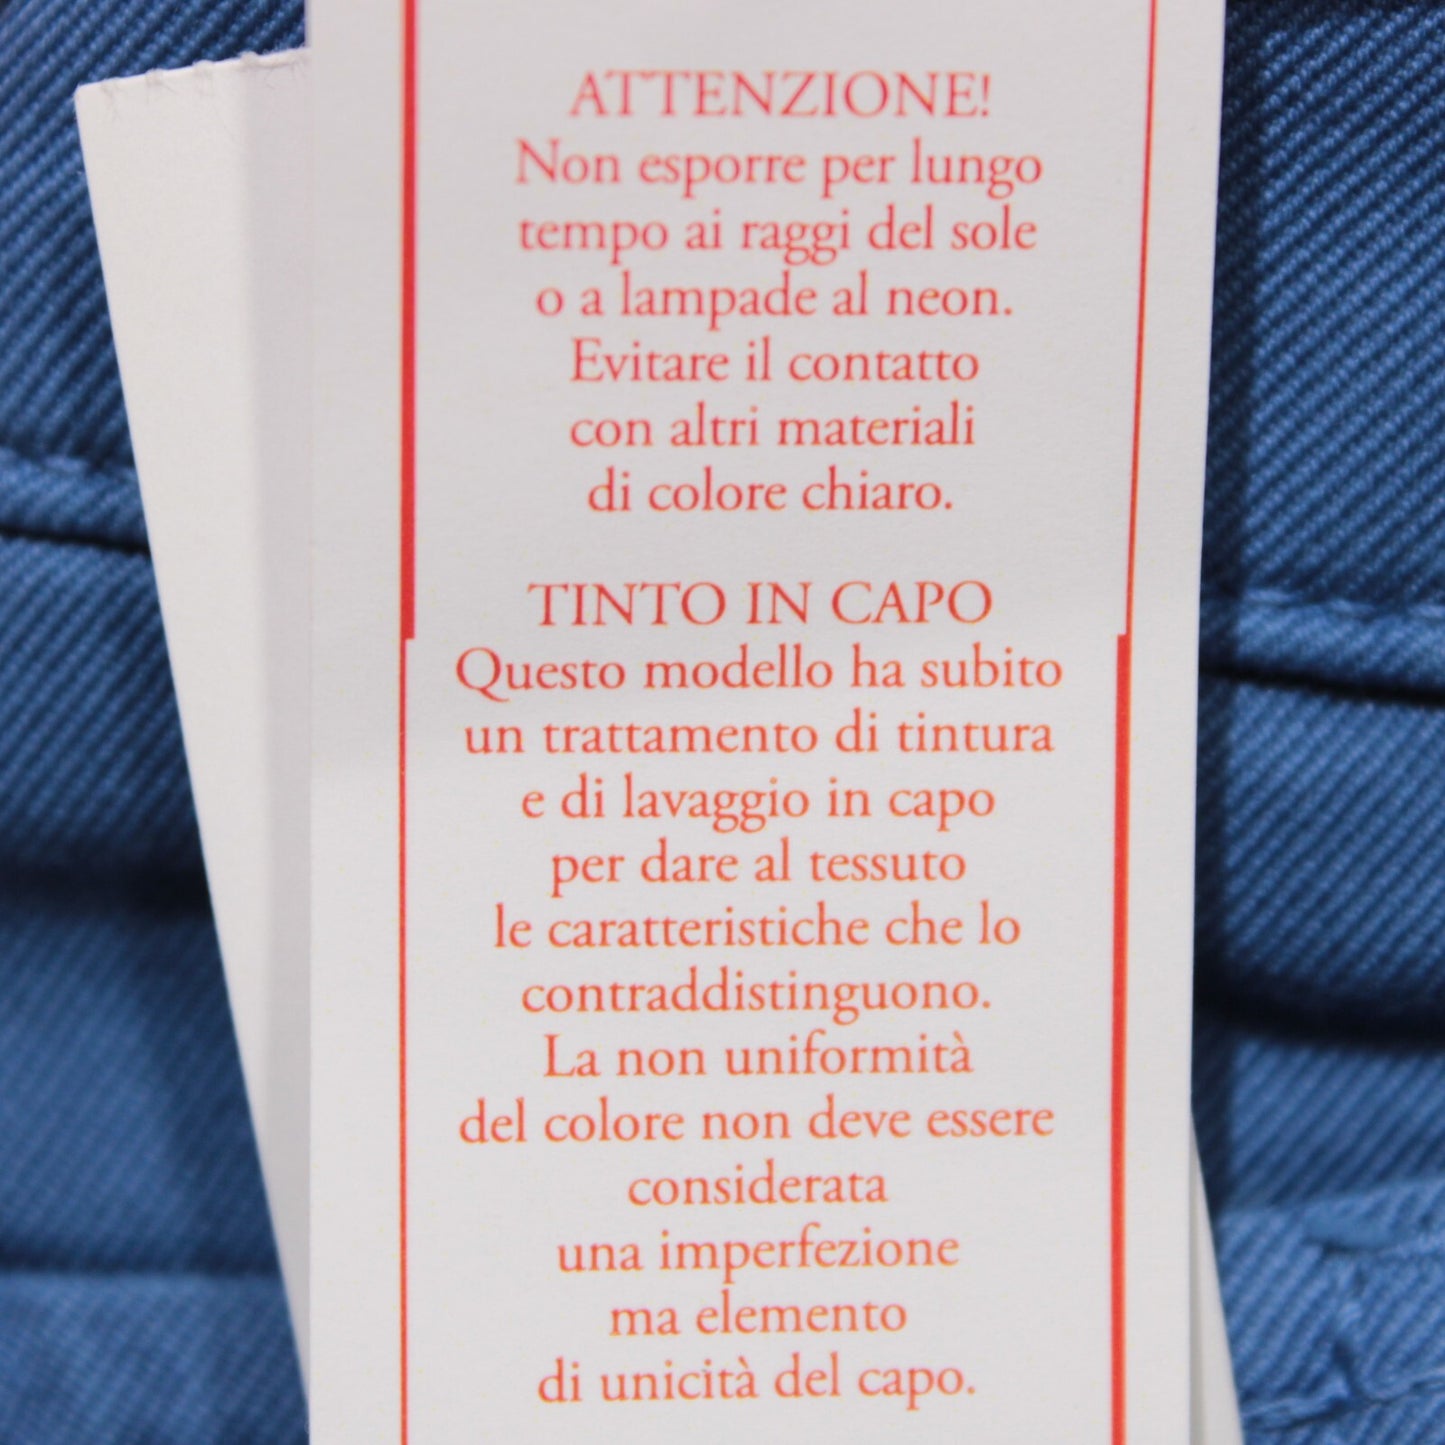 ATTENZIONE!
Non esporre per lungo
tempo ai raggi del sole
o a lampade al neon.
Evitare il contatto
con altri materiali
di colore chiaro.
TINTO IN CAPO
Questo modello ha subito
un trattamento di tintura
e di lavaggio in capo
per dare al tessuto
le caratteristiche che lo
contraddistinguono.
La non uniformità
del colore non deve essere
considerata
una imperfezione
ma elemento
di unicità del capo.